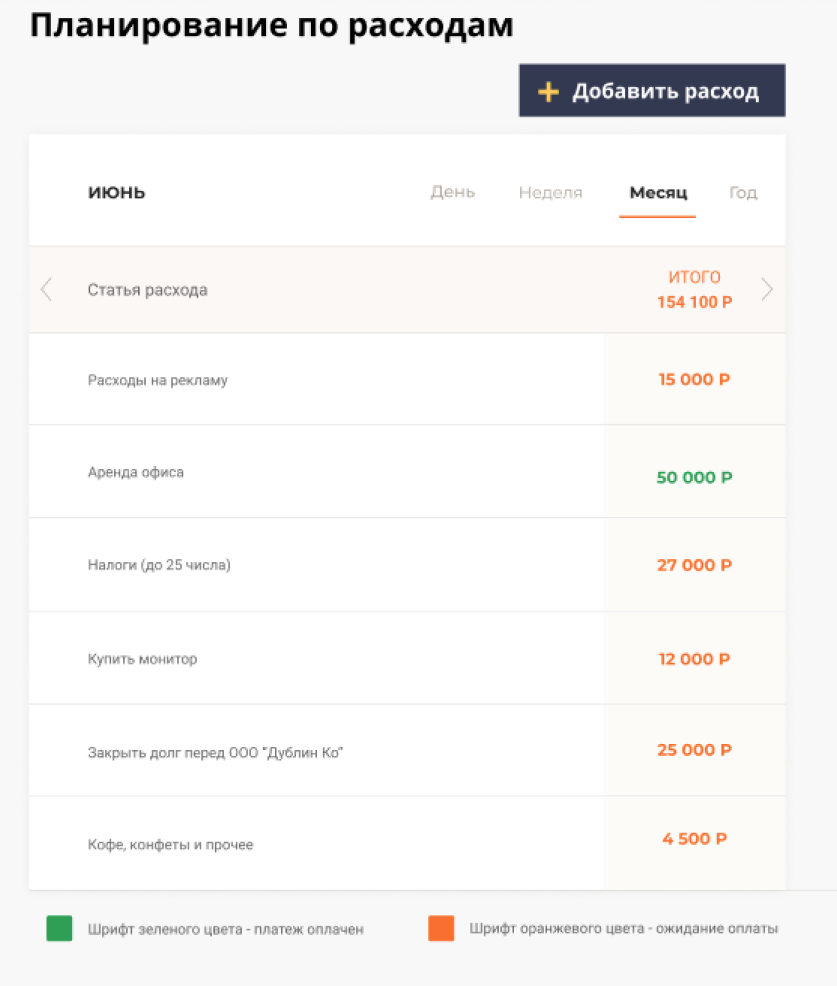 Планирование по расходам
Добавить расход
ИЮНЬ День Неделя Месяц Год
Статья расхода ИТОГО
154 100 Р
Расходы на рекламу 15 000 Р
Аренда офиса 50 000 Р
Налоги (до 25 числа) 27 000 Р
Купить монитор 12 000 Р
Закрыть долг перед ООО "Дублин Ко" 25 000 Р
Кофе, конфеты и прочее 4 500 Р
Шрифт зеленого цвета - платеж оплачен Шрифт оранжевого цвета - ожидание оплаты